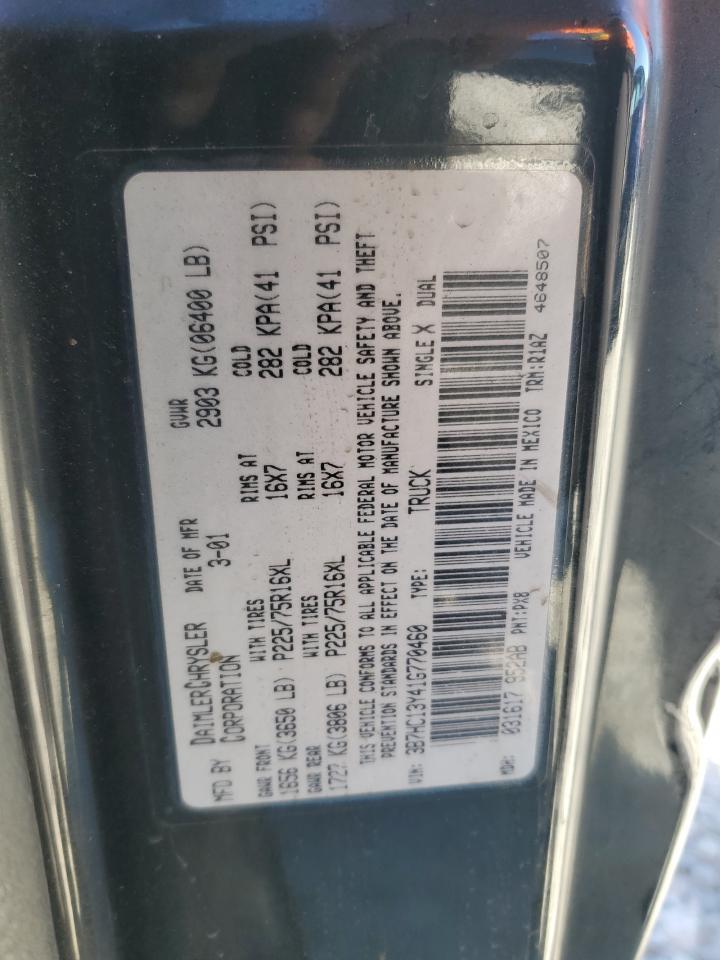 MFD BY DAIMLERCHRYSLER DATE OF MFR GVWR
CORPORATION 3-01 2903 KG(06400 LB)
GAWR FRONT WITH TIRES RIMS AT COLD
1656 KG(3650 LB) P225/75R16XL 16X7 282 KPA(41 PSI)
GAWR REAR WITH TIRES RIMS AT COLD
1727 KG(3806 LB) P225/75R16XL 16X7 282 KPA(41 PSI)
THIS VEHICLE CONFORMS TO ALL APPLICABLE FEDERAL MOTOR VEHICLE SAFETY AND THEFT
PREVENTION STANDARDS IN EFFECT ON THE DATE OF MANUFACTURE SHOWN ABOVE.
VIN: 3B7HC13Y41G770460 TYPE: TRUCK SINGLE X DUAL
MDH: 031617 952AB PNT:PX8 VEHICLE MADE IN MEXICO TRM:R1AZ
4648507